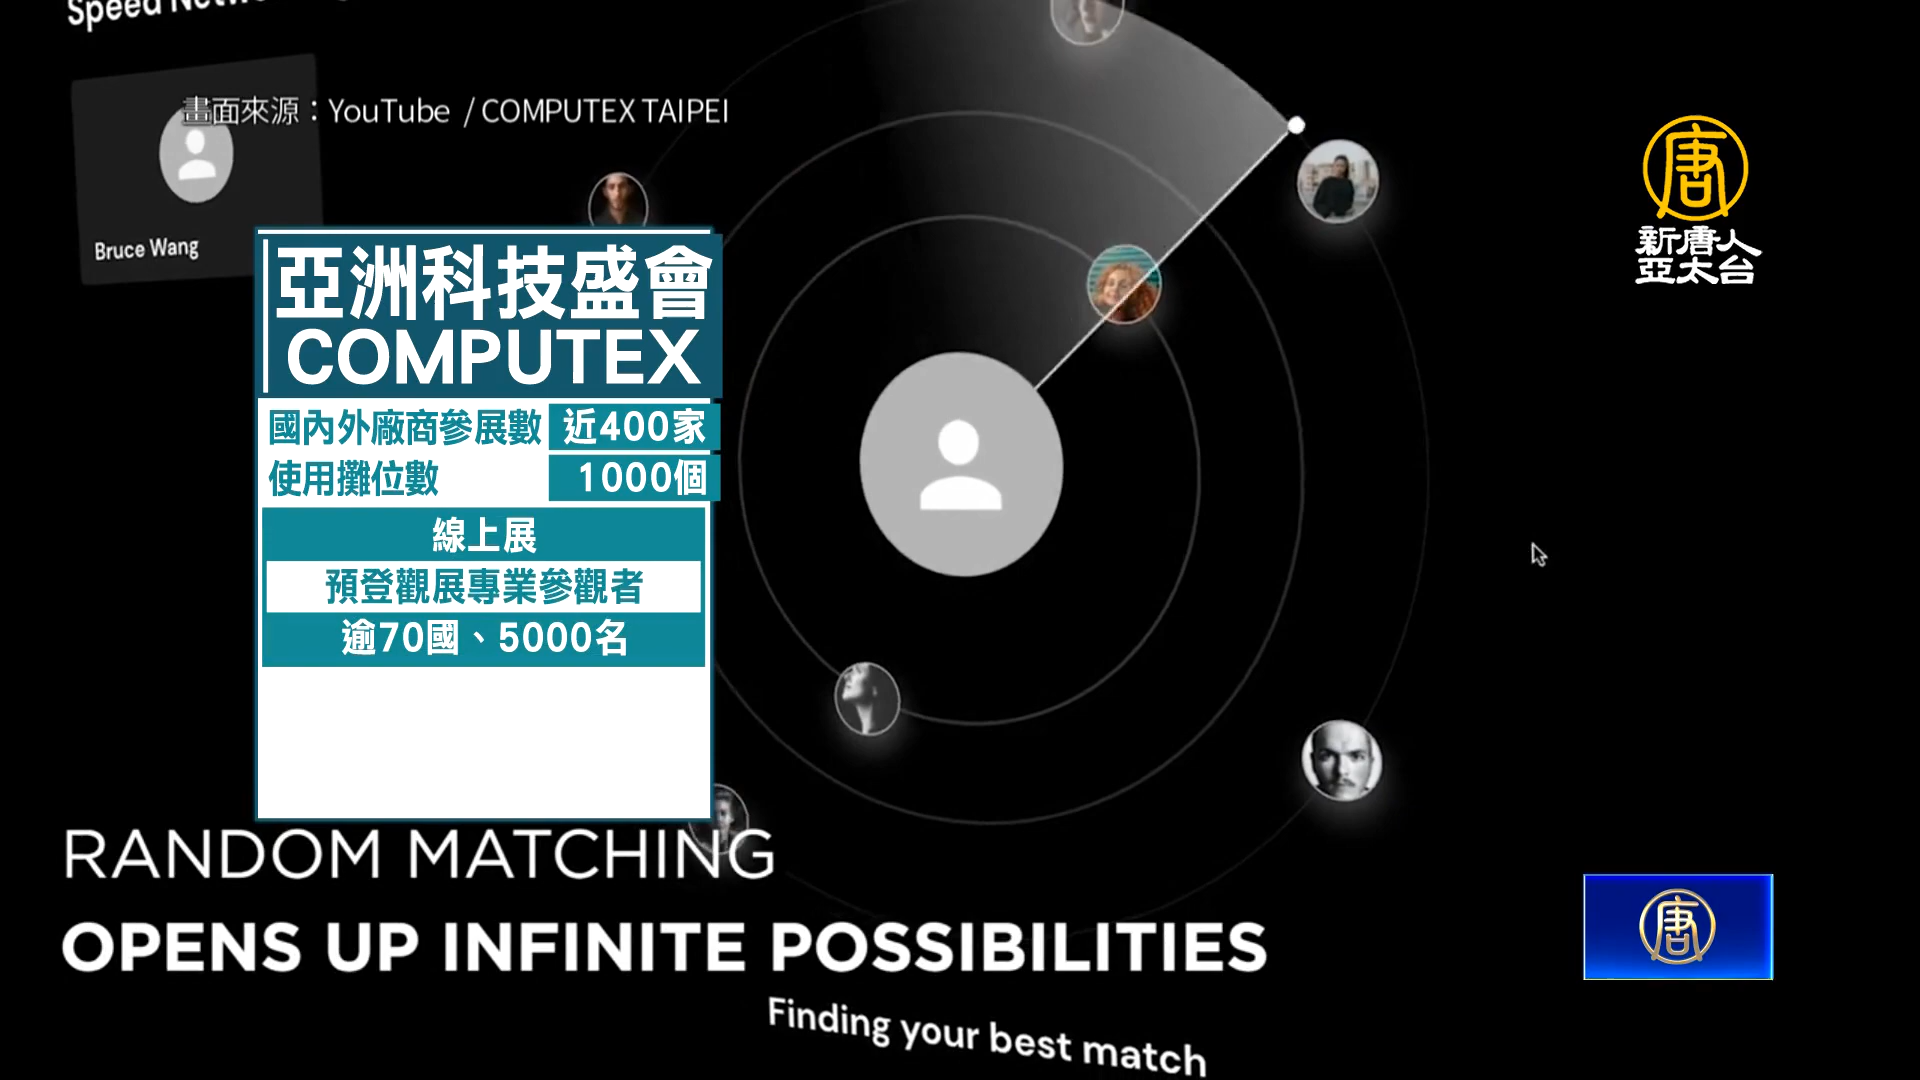 Speed
Bruce Wang
畫面來源：YouTube / COMPUTEX TAIPEI
唐
新唐人
亞太台
亞洲科技盛會
COMPUTEX
國內外廠商參展數 近400家
使用攤位數 1000個
線上展
預登觀展專業參觀者
逾70國、5000名
RANDOM MATCHING
OPENS UP INFINITE POSSIBILITIES
Finding your best match
唐